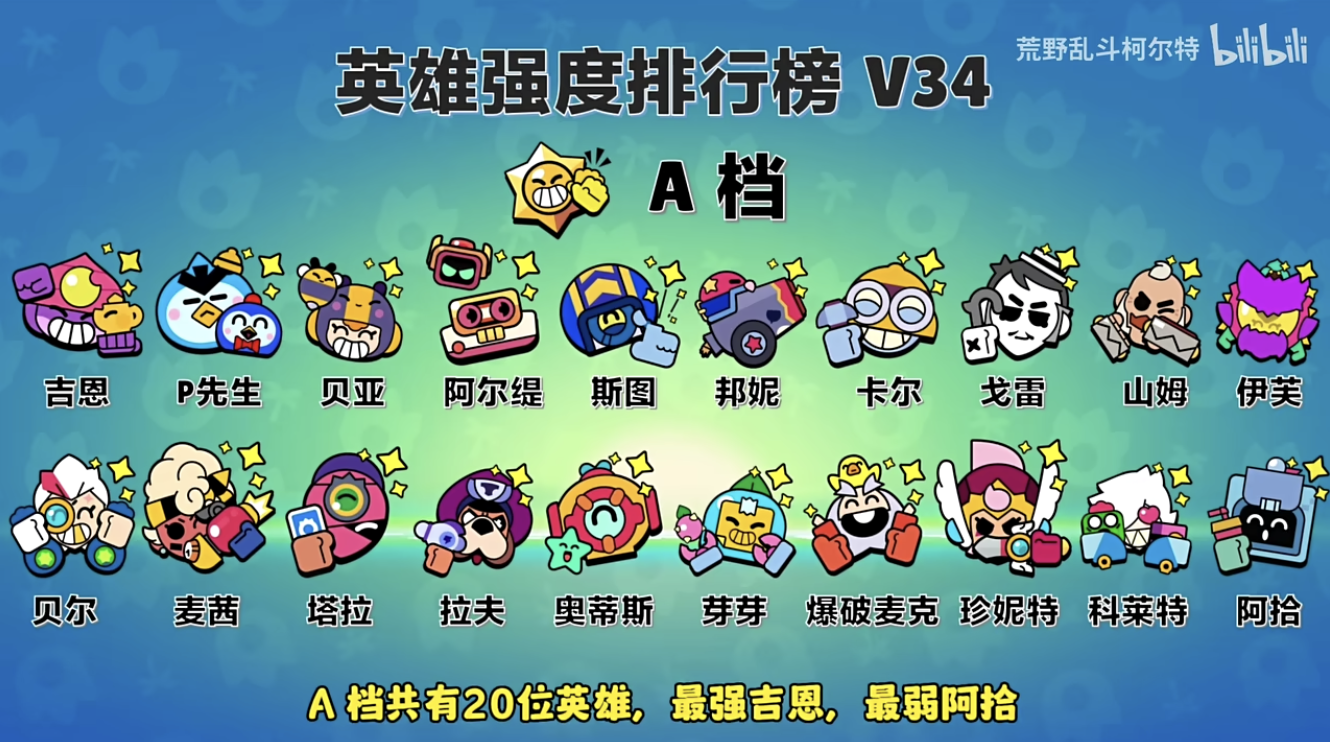 荒野乱斗柯尔特 bilibili
英雄强度排行榜 V34
A 档
吉恩 P先生 贝亚 阿尔缇 斯图 邦妮 卡尔 戈雷 山姆 伊芙
贝尔 麦茜 塔拉 拉夫 奥蒂斯 芽芽 爆破麦克 珍妮特 科莱特 阿拾
A 档共有20位英雄，最强吉恩，最弱阿拾